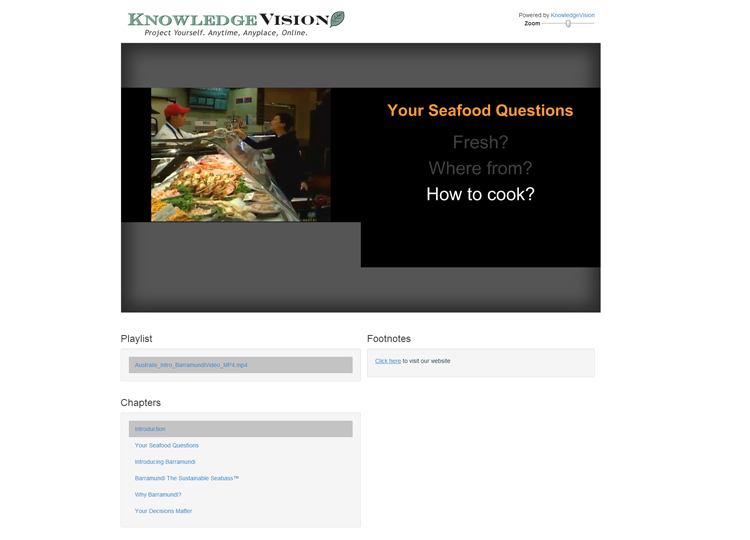 KNOWLEDGEVISION
Project Yourself. Anytime, Anyplace, Online.
Powered by KnowledgeVision
Zoom
Your Seafood Questions
Fresh?
Where from?
How to cook?
Playlist
Australis_Intro_BarramundiVideo_MP4.mp4
Footnotes
Click here to visit our website
Chapters
Introduction
Your Seafood Questions
Introducing Barramundi
Barramundi The Sustainable Seabass™
Why Barramundi?
Your Decisions Matter